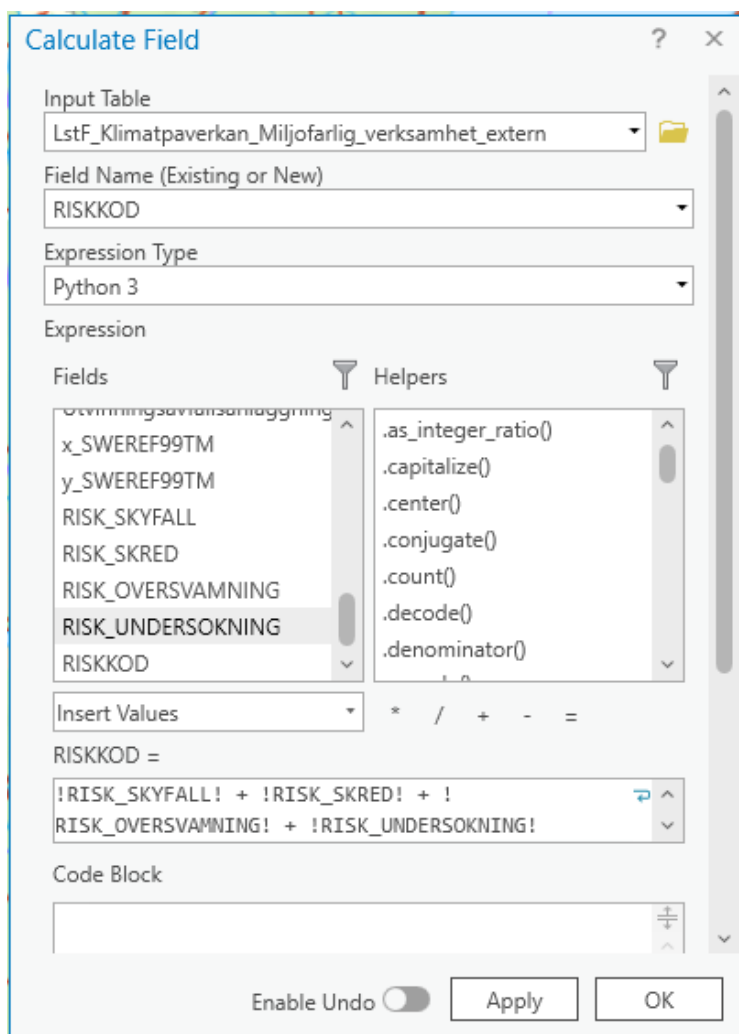 Calculate Field
?
Input Table
LstF_Klimatpaverkan_Miljofarlig_verksamhet_extern
Field Name (Existing or New)
RISKKOD
Expression Type
Python 3
Expression
Fields
x_SWEREF99TM
y_SWEREF99TM
RISK_SKYFALL
RISK_SKRED
RISK_OVERSVAMNING
RISK_UNDERSOKNING
RISKKOD
Helpers
.as_integer_ratio()
.capitalize()
.center()
.conjugate()
.count()
.decode()
.denominator()
Insert Values
* / + - =
RISKKOD =
!RISK_SKYFALL! + !RISK_SKRED! + !
RISK_OVERSVAMNING! + !RISK_UNDERSOKNING!
Code Block
Enable Undo
Apply
OK